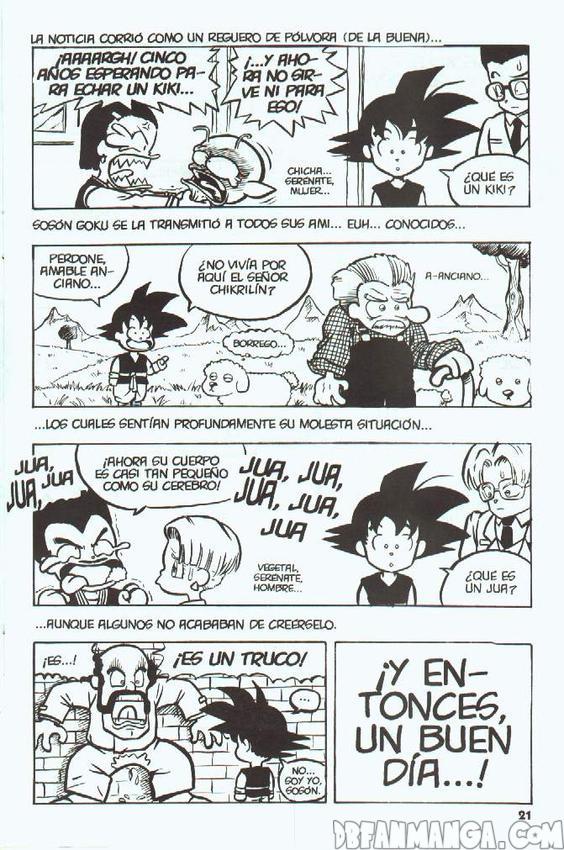 LA NOTICIA CORRIÓ COMO UN REGUERO DE PÓLVORA (DE LA BUENA)...
¡AAAARGH! CINCO
AÑOS ESPERANDO PA-
RA ECHAR UN KIKI...
¡...Y AHO-
RA NO SIR-
VE NI PARA
ESO!
CHICHA...
SERENATE,
MUJER...
¿QUÉ ES
UN KIKI?
SOSÓN GOKU SE LA TRANSMITIÓ A TODOS SUS AMI... EUH... CONOCIDOS...
PERDONE,
AMABLE AN-
CIANO...
¿NO VIVÍA POR
AQUÍ EL SEÑOR
CHIKRILÍN?
A-ANCIANO...
BORREGO...
...LOS CUALES SENTÍAN PROFUNDAMENTE SU MOLESTA SITUACIÓN...
JUA,
JUA, JUA
¡AHORA SU CUERPO
ES CASI TAN PEQUEÑO
COMO SU CEREBRO!
JUA, JUA,
JUA, JUA,
JUA
VEGETAL,
SERENATE,
HOMBRE...
¿QUÉ ES
UN JUA?
...AUNQUE ALGUNOS NO ACABABAN DE CREERSELO.
¡ES...!
¡ES UN TRUCO!
...
NO...
SOY YO,
SOSÓN.
¡Y EN-
TONCES,
UN BUEN
DÍA...!
21
DBFANMANGA.COM